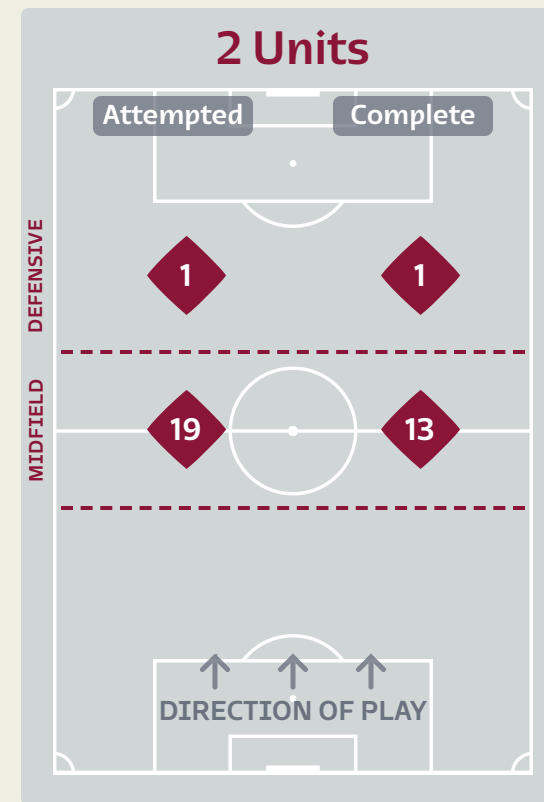 2 Units
Attempted Complete
DEFENSIVE
1 1
MIDFIELD
19 13
DIRECTION OF PLAY